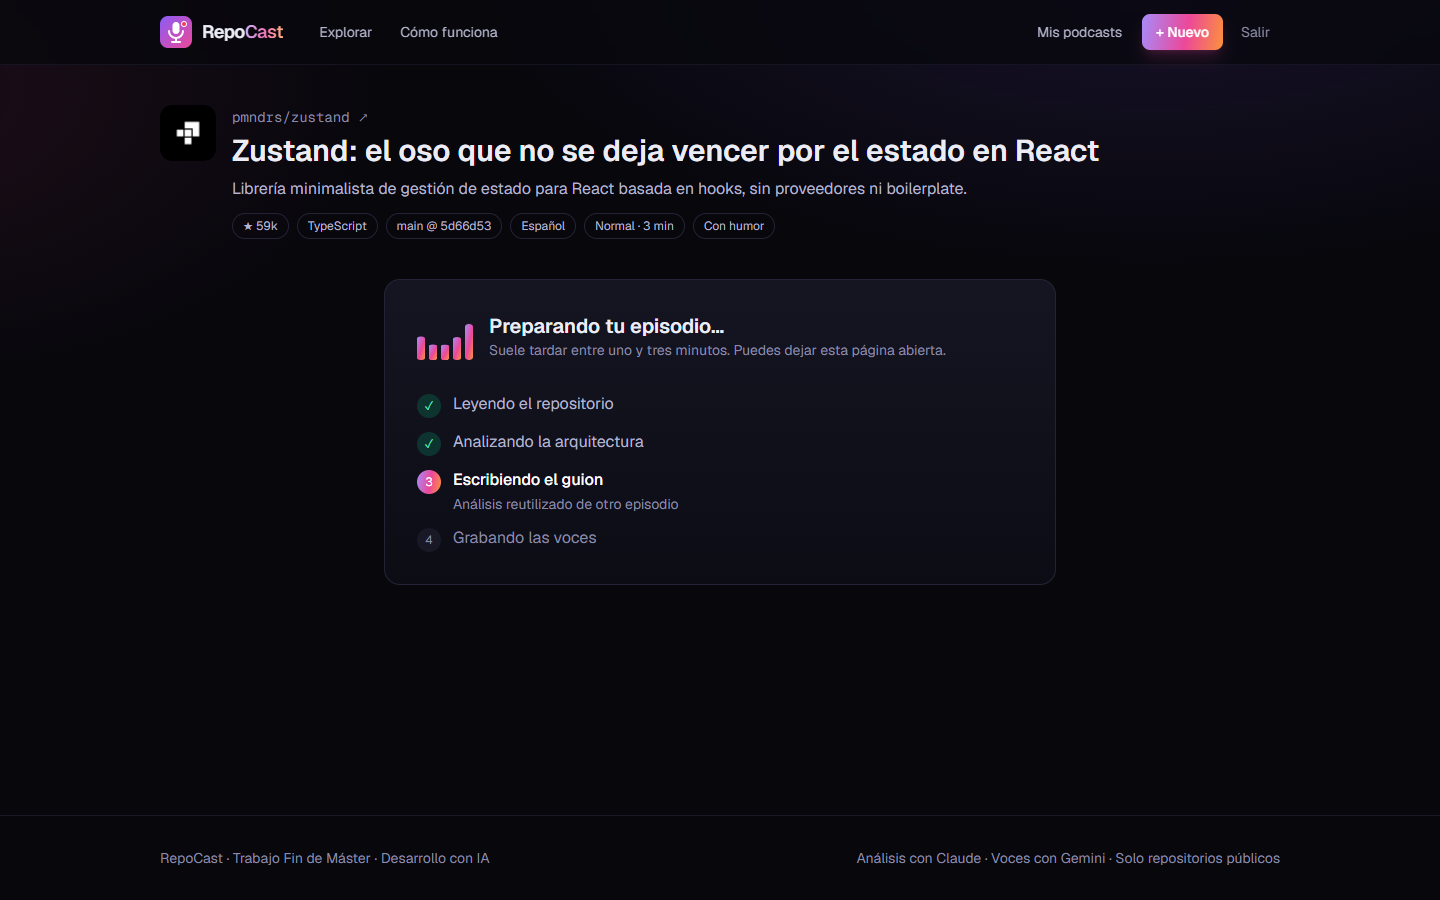 RepoCast
Explorar
Cómo funciona
Mis podcasts
+ Nuevo
Salir
pmndrs/zustand ↗
Zustand: el oso que no se deja vencer por el estado en React
Librería minimalista de gestión de estado para React basada en hooks, sin proveedores ni boilerplate.
★ 59k
TypeScript
main @ 5d66d53
Español
Normal · 3 min
Con humor
Preparando tu episodio...
Suele tardar entre uno y tres minutos. Puedes dejar esta página abierta.
✓ Leyendo el repositorio
✓ Analizando la arquitectura
3 Escribiendo el guion
Análisis reutilizado de otro episodio
4 Grabando las voces
RepoCast · Trabajo Fin de Máster · Desarrollo con IA
Análisis con Claude · Voces con Gemini · Solo repositorios públicos